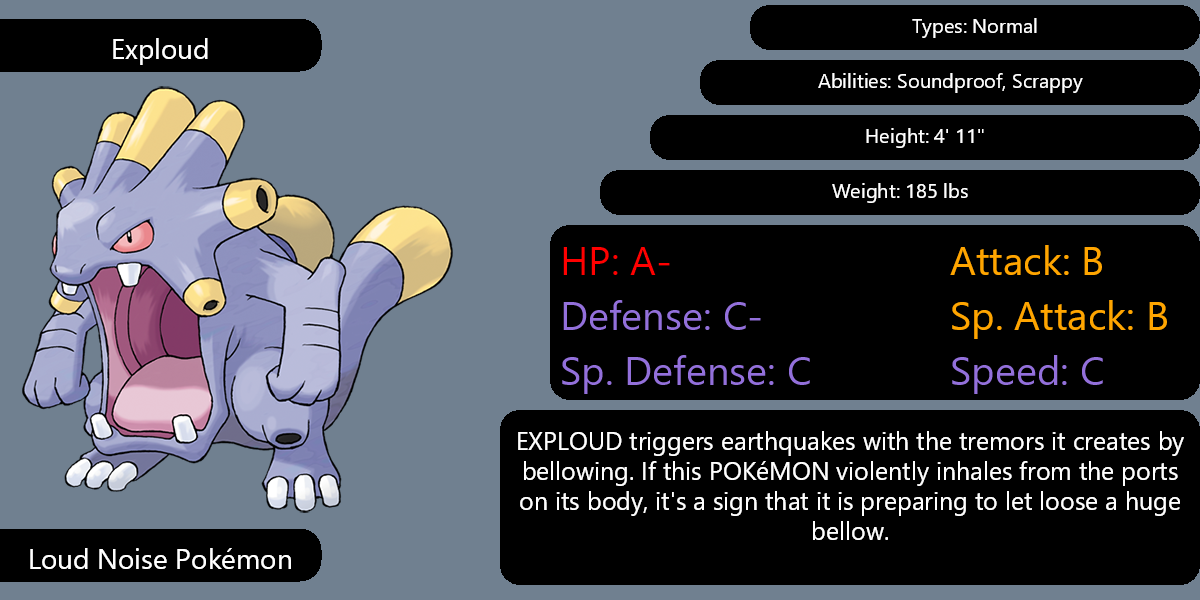 Exploud
Types: Normal
Abilities: Soundproof, Scrappy
Height: 4' 11"
Weight: 185 lbs
HP: A-
Attack: B
Defense: C-
Sp. Attack: B
Sp. Defense: C
Speed: C
EXPLOUD triggers earthquakes with the tremors it creates by
bellowing. If this POKéMON violently inhales from the ports
on its body, it's a sign that it is preparing to let loose a huge
bellow.
Loud Noise Pokémon